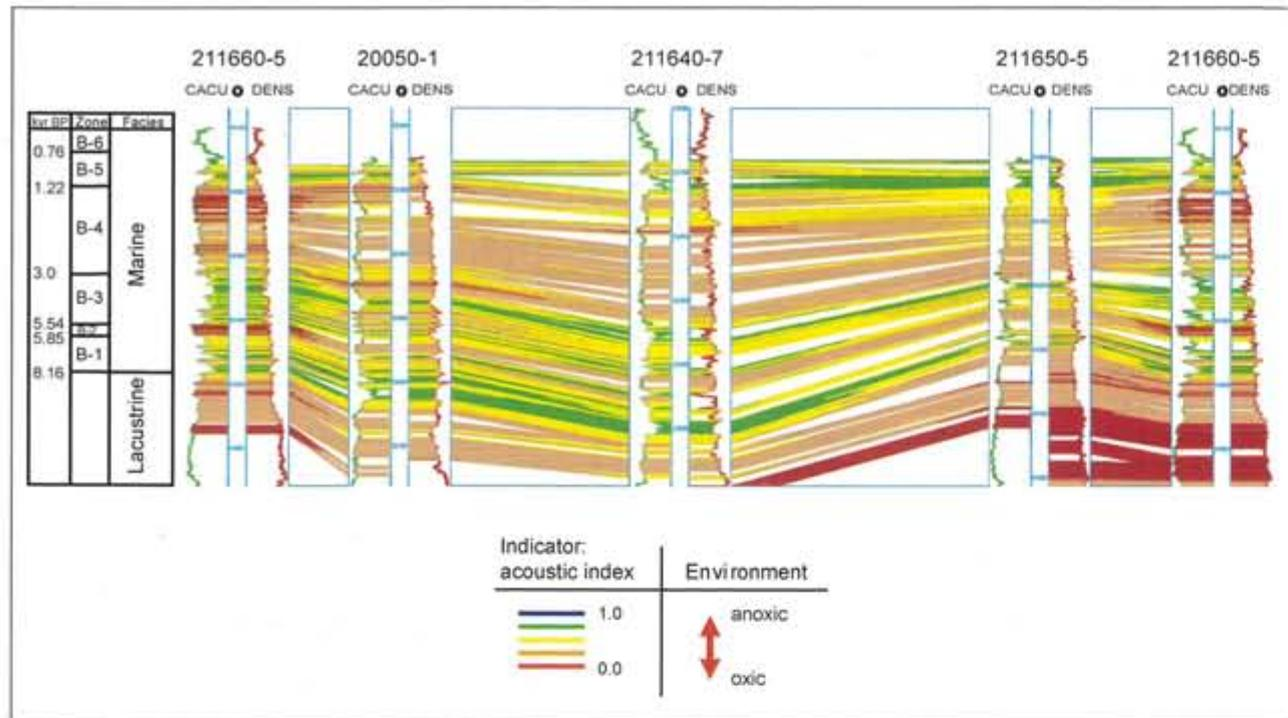 211660-5 20050-1 211640-7 211650-5 211660-5
CACU DENS CACU DENS CACU DENS CACU DENS CACU DENS
kyr BP Zone Facies
B-6
0.76
B-5
1.22
B-4
Marine
3.0
B-3
5.54
B-2
5.85
B-1
8.16
Lacustrine
Indicator:
acoustic index Environment
1.0 anoxic
0.0 oxic